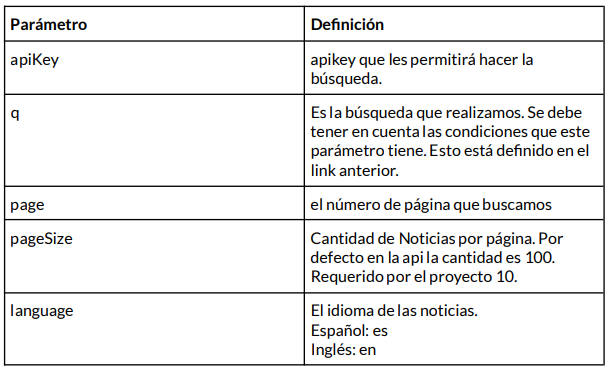 Parámetro Definición
apiKey apikey que les permitirá hacer la
búsqueda.
q Es la búsqueda que realizamos. Se debe
tener en cuenta las condiciones que este
parámetro tiene. Esto está definido en el
link anterior.
page el número de página que buscamos
pageSize Cantidad de Noticias por página. Por
defecto en la api la cantidad es 100.
Requerido por el proyecto 10.
language El idioma de las noticias.
Español: es
Inglés: en